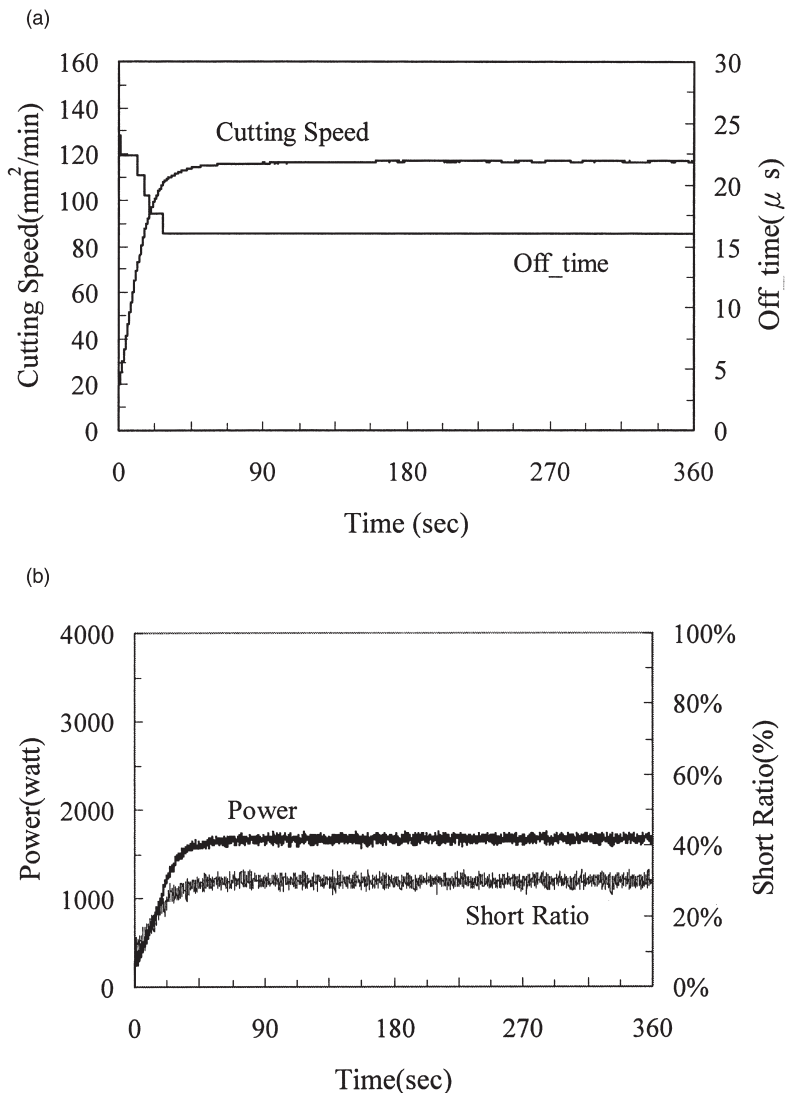 (a)
160
140
120
100
80
60
40
20
0
30
25
20
15
10
5
0
Cutting Speed(mm²/min)
Off_time(μ s)
Cutting Speed
Off_time
0 90 180 270 360
Time (sec)
(b)
4000
3000
2000
1000
0
100%
80%
60%
40%
20%
0%
Power(watt)
Short Ratio(%)
Power
Short Ratio
0 90 180 270 360
Time(sec)